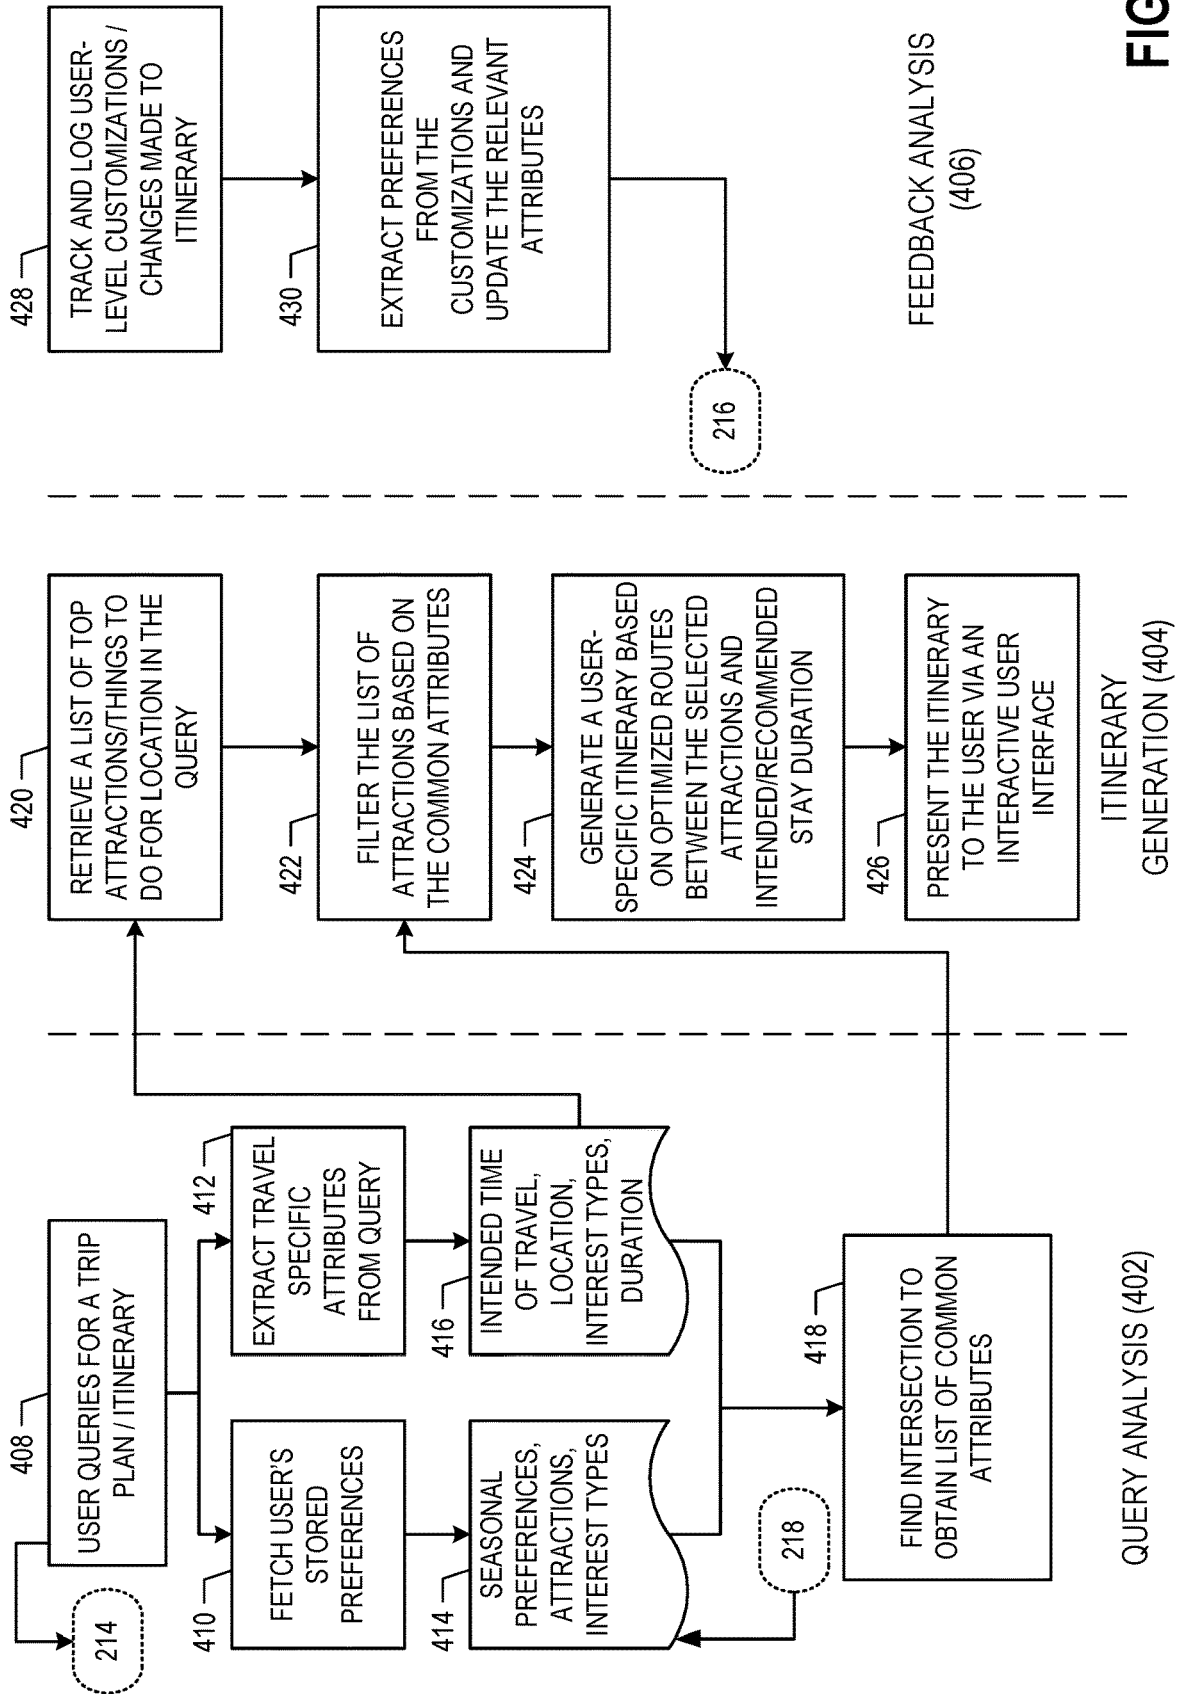 408
USER QUERIES FOR A TRIP
PLAN / ITINERARY
214
410
FETCH USER'S
STORED
PREFERENCES
412
EXTRACT TRAVEL
SPECIFIC
ATTRIBUTES
FROM QUERY
414
SEASONAL
PREFERENCES,
ATTRACTIONS,
INTEREST TYPES
416
INTENDED TIME
OF TRAVEL,
LOCATION,
INTEREST TYPES,
DURATION
218
418
FIND INTERSECTION TO
OBTAIN LIST OF COMMON
ATTRIBUTES
QUERY ANALYSIS (402)
420
RETRIEVE A LIST OF TOP
ATTRACTIONS/THINGS TO
DO FOR LOCATION IN THE
QUERY
422
FILTER THE LIST OF
ATTRACTIONS BASED ON
THE COMMON ATTRIBUTES
424
GENERATE A USER-
SPECIFIC ITINERARY BASED
ON OPTIMIZED ROUTES
BETWEEN THE SELECTED
ATTRACTIONS AND
INTENDED/RECOMMENDED
STAY DURATION
426
PRESENT THE ITINERARY
TO THE USER VIA AN
INTERACTIVE USER
INTERFACE
ITINERARY
GENERATION (404)
428
TRACK AND LOG USER-
LEVEL CUSTOMIZATIONS /
CHANGES MADE TO
ITINERARY
430
EXTRACT PREFERENCES
FROM THE
CUSTOMIZATIONS AND
UPDATE THE RELEVANT
ATTRIBUTES
216
FEEDBACK ANALYSIS
(406)
FIG